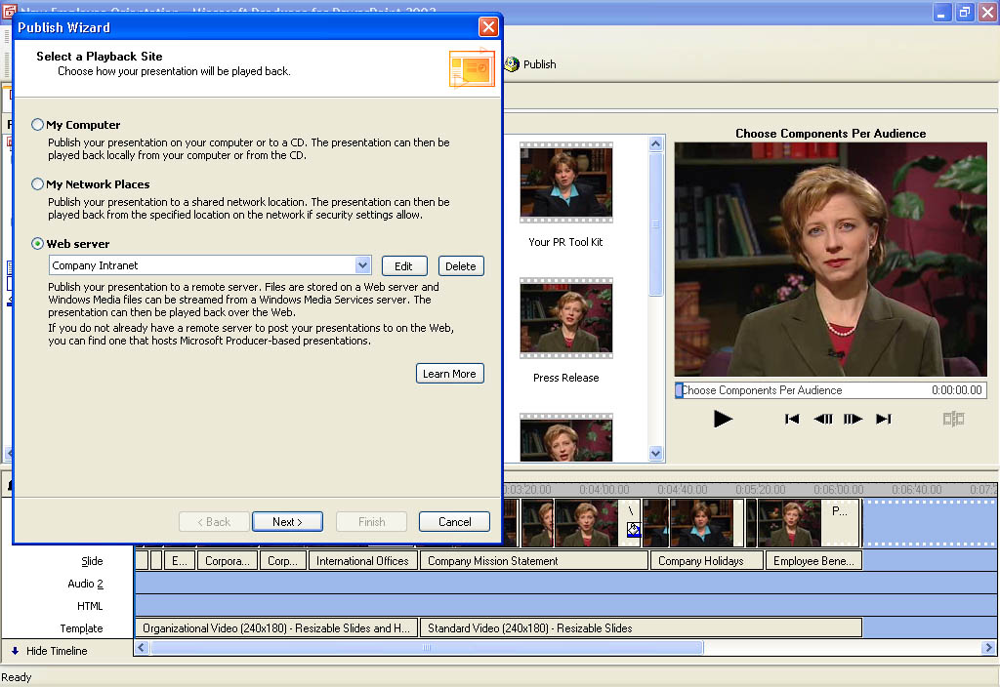 New Employee Orientation - Microsoft Producer for PowerPoint 2003
Publish Wizard
Select a Playback Site
Choose how your presentation will be played back.
Publish
My Computer
Publish your presentation on your computer or to a CD. The presentation can then be
played back locally from your computer or from the CD.
My Network Places
Publish your presentation to a shared network location. The presentation can then be
played back from the specified location on the network if security settings allow.
Web server
Company Intranet
Edit
Delete
Publish your presentation to a remote server. Files are stored on a Web server and
Windows Media files can be streamed from a Windows Media Services server. The
presentation can then be played back over the Web.
If you do not already have a remote server to post your presentations to on the Web,
you can find one that hosts Microsoft Producer-based presentations.
Learn More
< Back
Next >
Finish
Cancel
Your PR Tool Kit
Press Release
Choose Components Per Audience
Choose Components Per Audience
0:00:00.00
0:03:20.00 0:04:00.00 0:04:40.00 0:05:20.00 0:06:00.00 0:06:40.00 0:07:2
P...
Slide
E...
Corpora...
Corp...
International Offices
Company Mission Statement
Company Holidays
Employee Bene...
Audio 2
HTML
Template
Organizational Video (240x180) - Resizable Slides and H...
Standard Video (240x180) - Resizable Slides
Hide Timeline
Ready